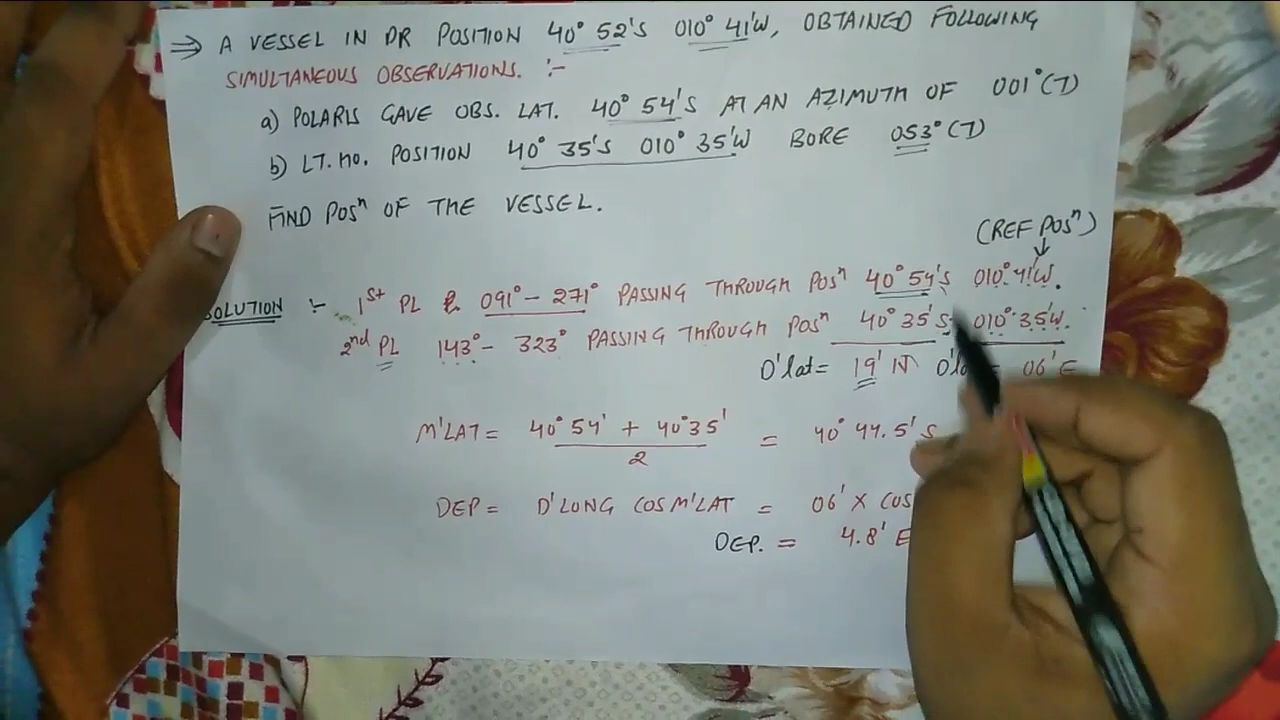 ⇒ A VESSEL IN DR POSITION 40° 52'S 010° 41'W, OBTAINED FOLLOWING
SIMULTANEOUS OBSERVATIONS. :-
a) POLARIS GAVE OBS. LAT. 40° 54'S AT AN AZIMUTH OF 001°(T)
b) LT. HO. POSITION 40° 35'S 010° 35'W BORE 053°(T)
FIND POSⁿ OF THE VESSEL.
(REF POSⁿ)
SOLUTION :- 1st PL 091° - 271° PASSING THROUGH POSⁿ 40° 54'S 010° 41'W.
2nd PL 143° - 323° PASSING THROUGH POSⁿ 40° 35'S 010° 35'W.
D'lat = 19' N 06' E
M'LAT = 40° 54' + 40° 35' = 40° 44.5' S
2
DEP = D'LONG COS M'LAT = 06' X COS
DEP. = 4.8' E